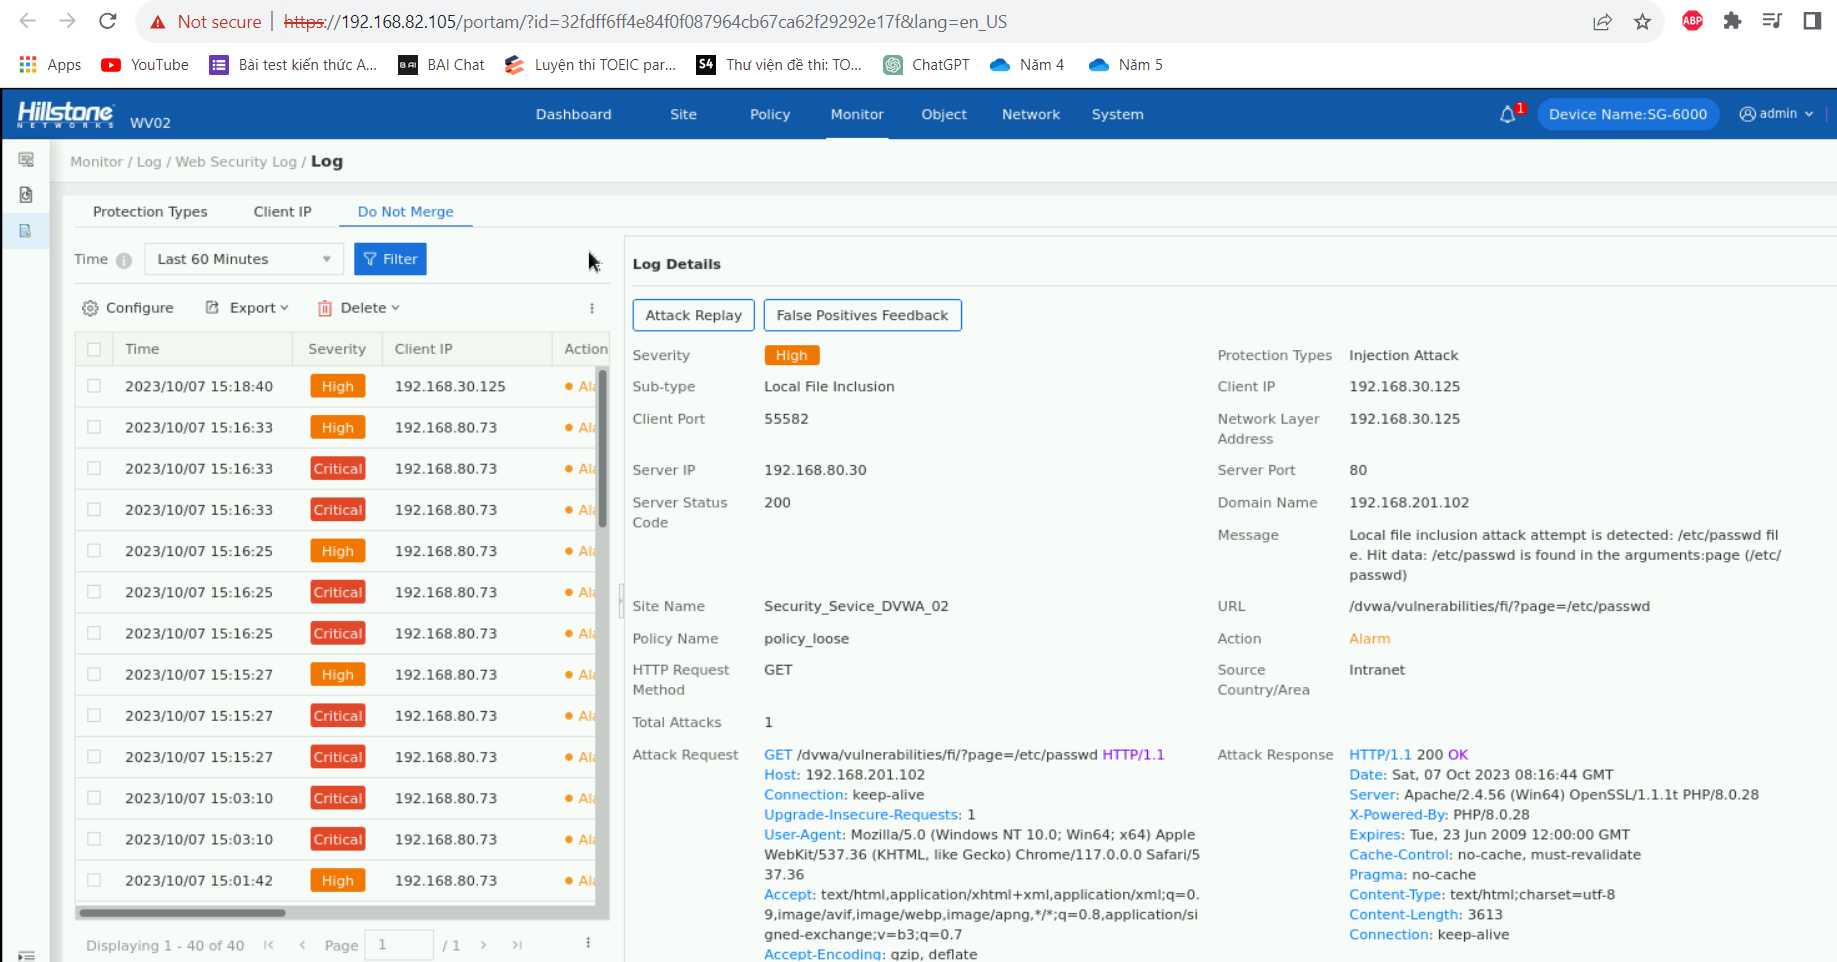 Not secure | https://192.168.82.105/portam/?id=32fdff6ff4e84f0f087964cb67ca62f29292e17f&lang=en_US
ABP
Apps YouTube Bài test kiến thức A... BAI BAI Chat Luyện thi TOEIC par... S4 Thư viện đề thi: TO... ChatGPT Năm 4 Năm 5
Hillstone NETWORKS WV02 Dashboard Site Policy Monitor Object Network System 1 Device Name:SG-6000 admin
Monitor / Log / Web Security Log / Log
Protection Types Client IP Do Not Merge
Time Last 60 Minutes Filter
Configure Export Delete
Time Severity Client IP Action
2023/10/07 15:18:40 High 192.168.30.125 Ala
2023/10/07 15:16:33 High 192.168.80.73 Ala
2023/10/07 15:16:33 Critical 192.168.80.73 Ala
2023/10/07 15:16:33 Critical 192.168.80.73 Ala
2023/10/07 15:16:25 High 192.168.80.73 Ala
2023/10/07 15:16:25 Critical 192.168.80.73 Ala
2023/10/07 15:16:25 Critical 192.168.80.73 Ala
2023/10/07 15:15:27 High 192.168.80.73 Ala
2023/10/07 15:15:27 Critical 192.168.80.73 Ala
2023/10/07 15:15:27 Critical 192.168.80.73 Ala
2023/10/07 15:03:10 Critical 192.168.80.73 Ala
2023/10/07 15:03:10 Critical 192.168.80.73 Ala
2023/10/07 15:01:42 High 192.168.80.73 Ala
Displaying 1 - 40 of 40 Page 1 / 1
Log Details
Attack Replay False Positives Feedback
Severity High Protection Types Injection Attack
Sub-type Local File Inclusion Client IP 192.168.30.125
Client Port 55582 Network Layer Address 192.168.30.125
Server IP 192.168.80.30 Server Port 80
Server Status Code 200 Domain Name 192.168.201.102
Message Local file inclusion attack attempt is detected: /etc/passwd fil
e. Hit data: /etc/passwd is found in the arguments:page (/etc/
passwd)
Site Name Security_Sevice_DVWA_02 URL /dvwa/vulnerabilities/fi/?page=/etc/passwd
Policy Name policy_loose Action Alarm
HTTP Request Method GET Source Country/Area Intranet
Total Attacks 1
Attack Request GET /dvwa/vulnerabilities/fi/?page=/etc/passwd HTTP/1.1
Host: 192.168.201.102
Connection: keep-alive
Upgrade-Insecure-Requests: 1
User-Agent: Mozilla/5.0 (Windows NT 10.0; Win64; x64) Apple
WebKit/537.36 (KHTML, like Gecko) Chrome/117.0.0.0 Safari/5
37.36
Accept: text/html,application/xhtml+xml,application/xml;q=0.
9,image/avif,image/webp,image/apng,*/*;q=0.8,application/si
gned-exchange;v=b3;q=0.7
Accept-Encoding: gzip, deflate
Attack Response HTTP/1.1 200 OK
Date: Sat, 07 Oct 2023 08:16:44 GMT
Server: Apache/2.4.56 (Win64) OpenSSL/1.1.1t PHP/8.0.28
X-Powered-By: PHP/8.0.28
Expires: Tue, 23 Jun 2009 12:00:00 GMT
Cache-Control: no-cache, must-revalidate
Pragma: no-cache
Content-Type: text/html;charset=utf-8
Content-Length: 3613
Connection: keep-alive